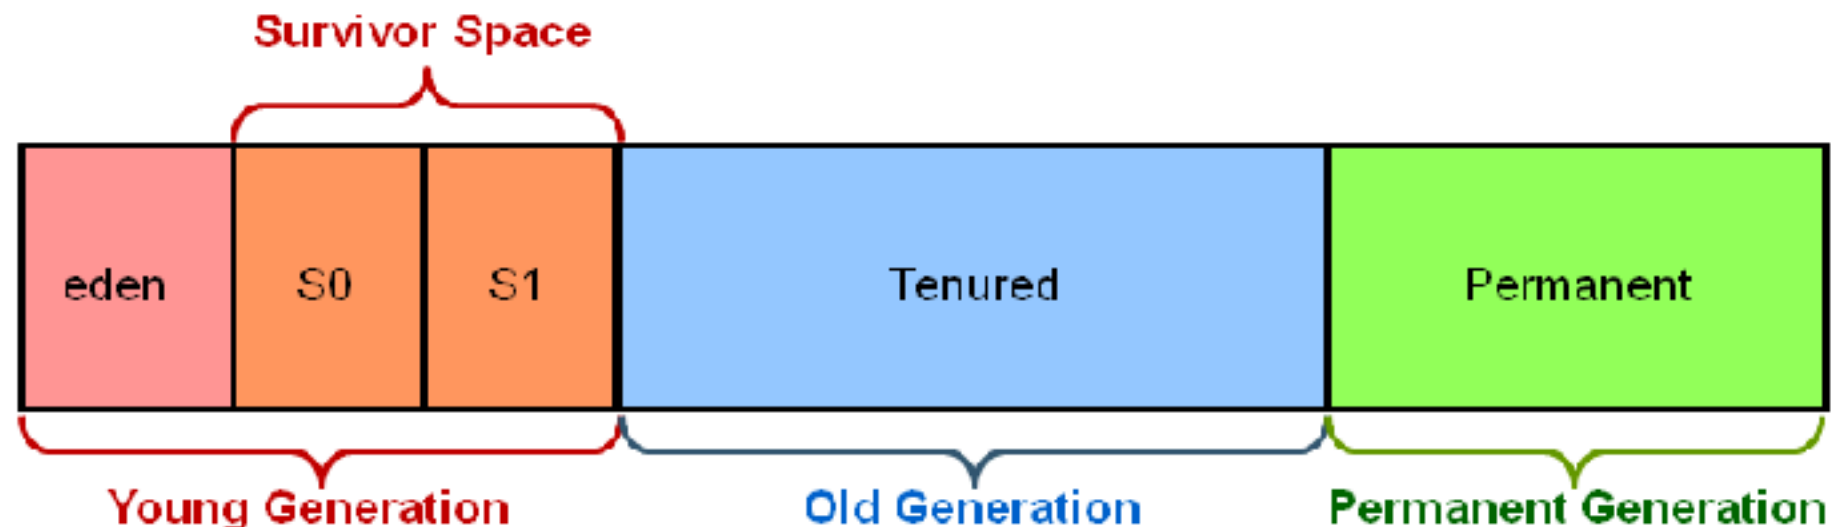 Survivor Space
eden S0 S1 Tenured Permanent
Young Generation Old Generation Permanent Generation